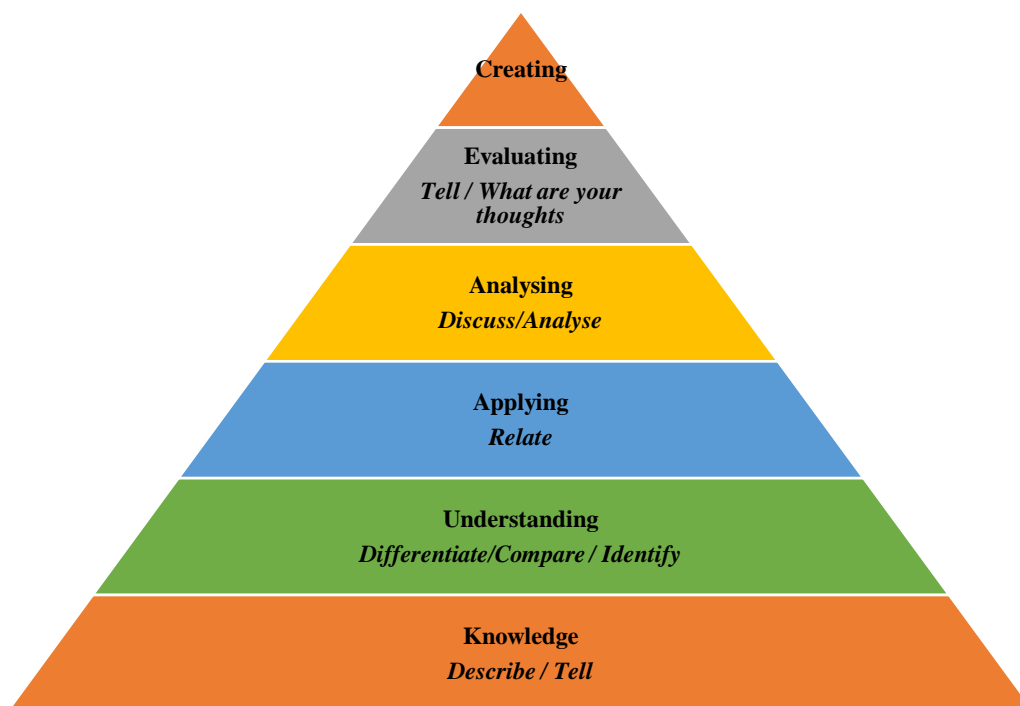 Creating
Evaluating
Tell / What are your
thoughts
Analysing
Discuss/Analyse
Applying
Relate
Understanding
Differentiate/Compare / Identify
Knowledge
Describe / Tell